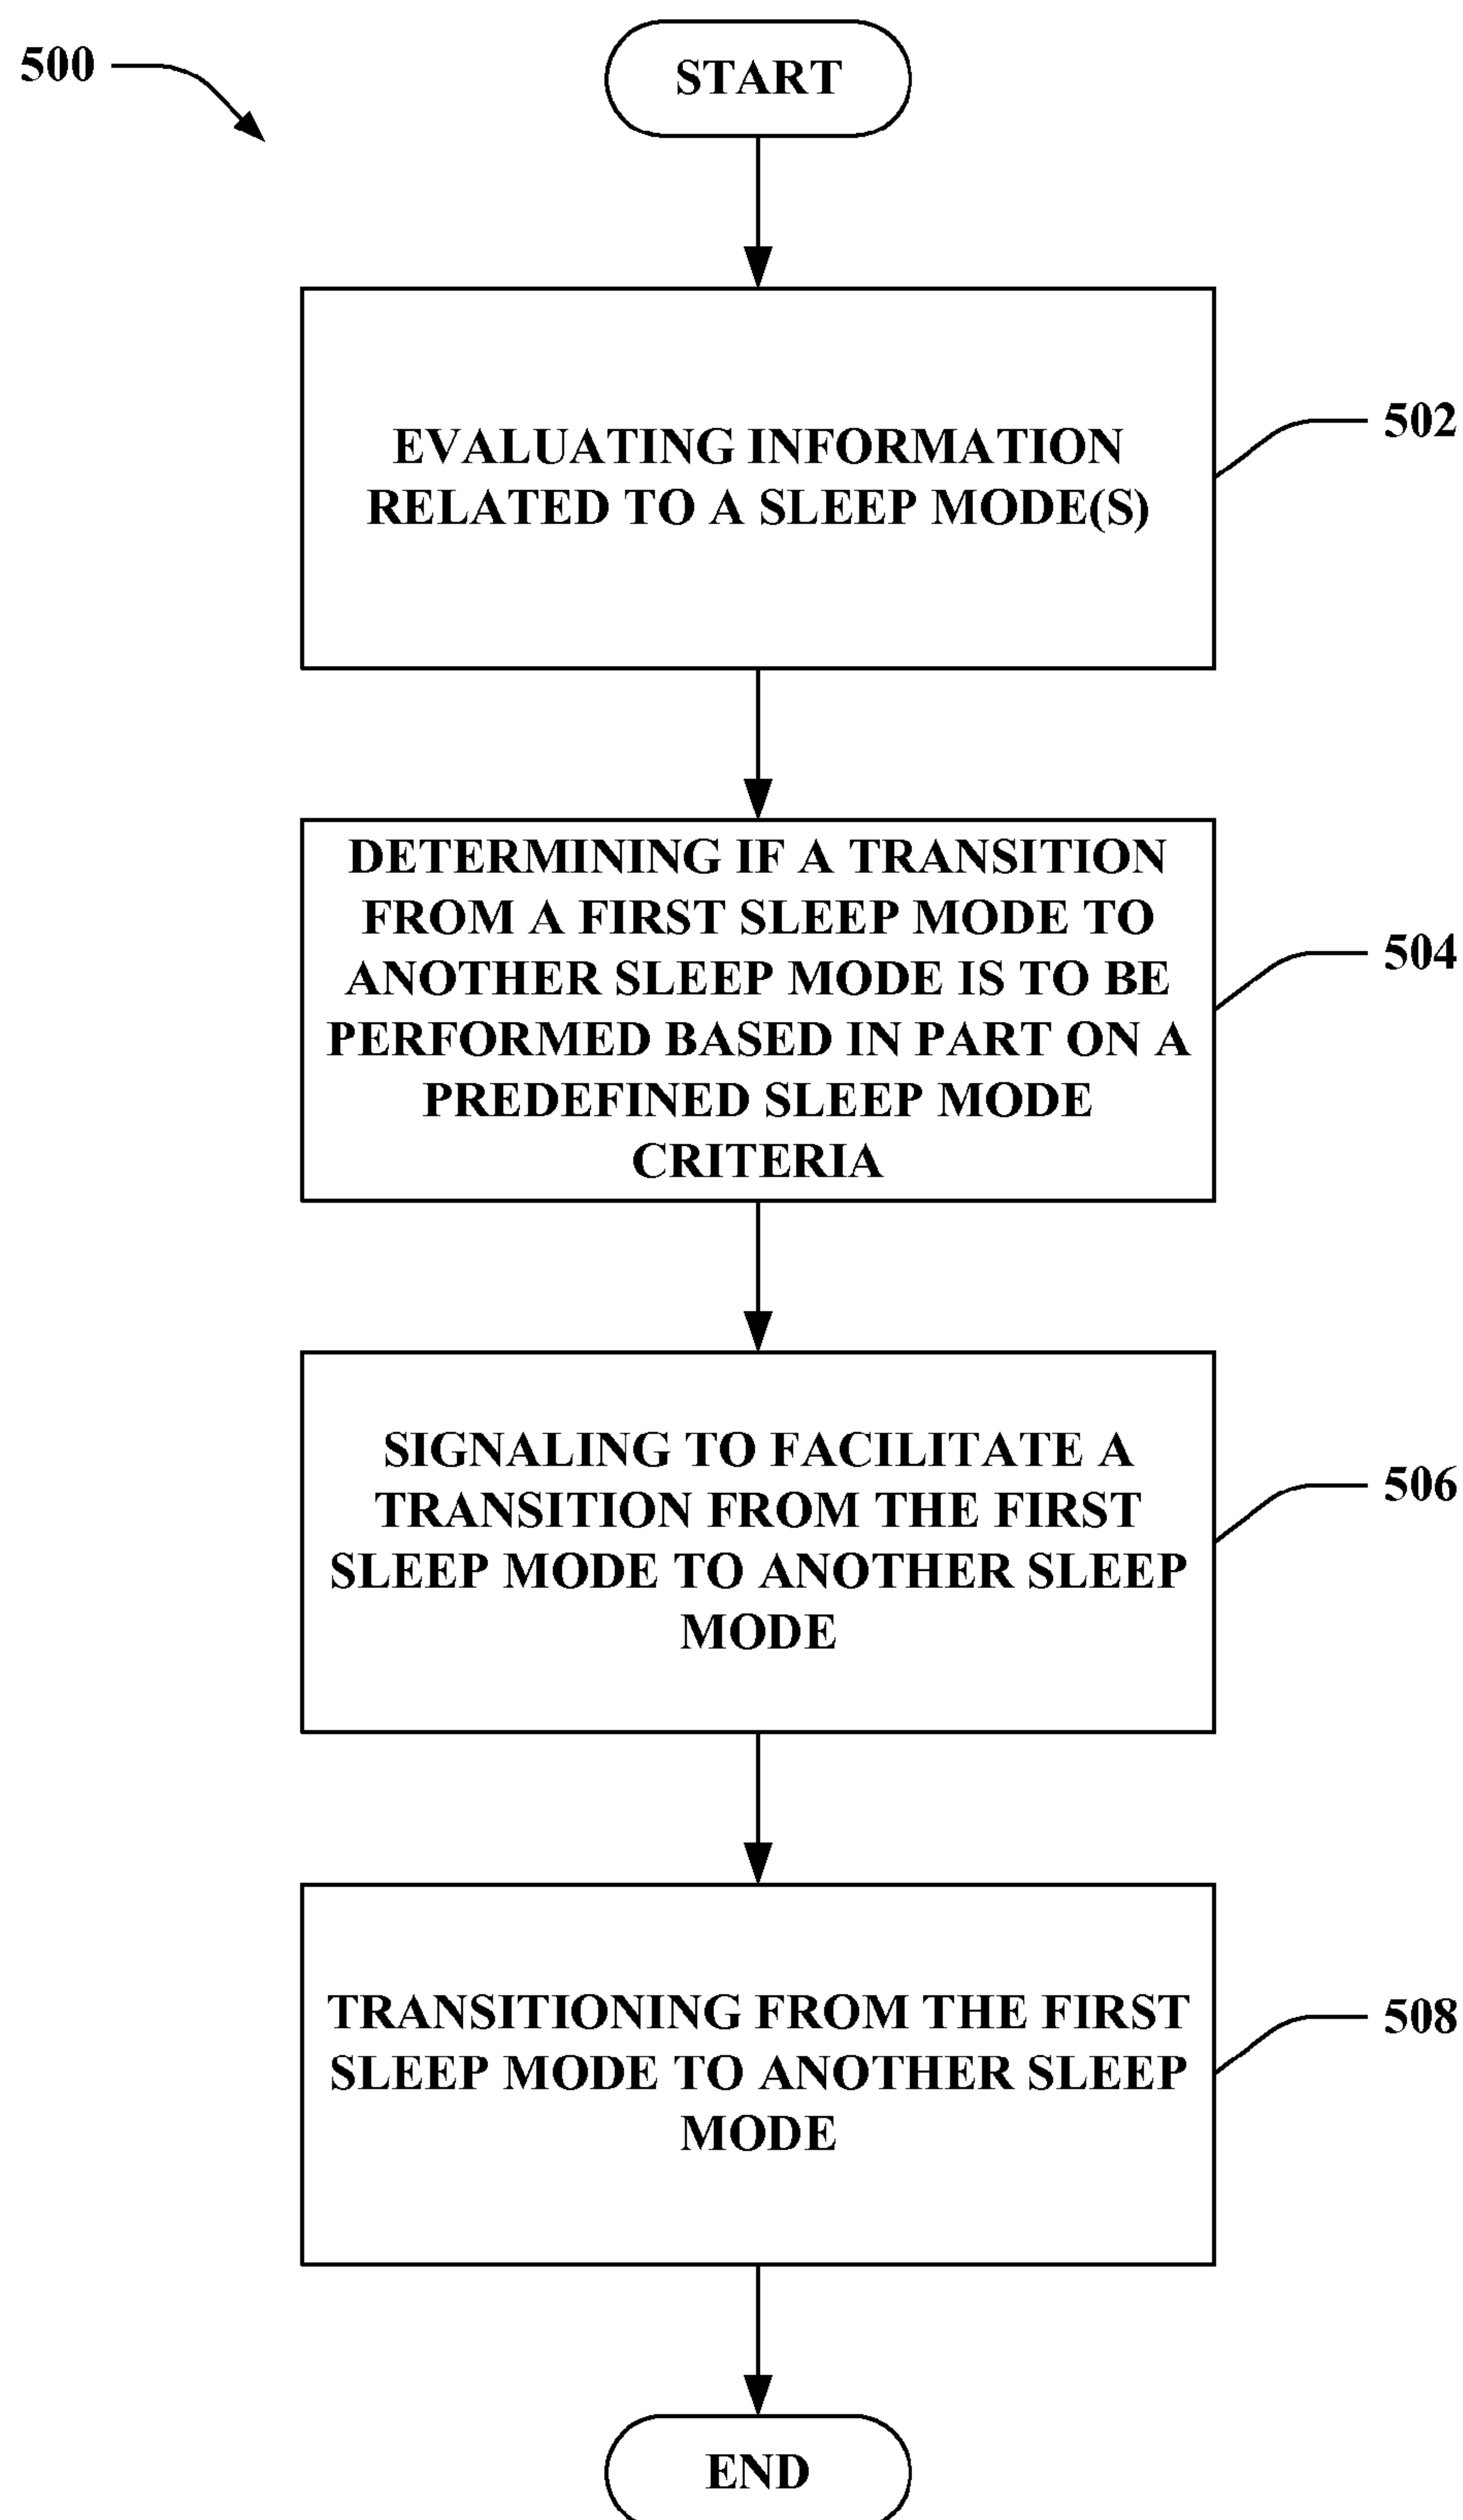 500
START
EVALUATING INFORMATION
RELATED TO A SLEEP MODE(S)
502
DETERMINING IF A TRANSITION
FROM A FIRST SLEEP MODE TO
ANOTHER SLEEP MODE IS TO BE
PERFORMED BASED IN PART ON A
PREDEFINED SLEEP MODE
CRITERIA
504
SIGNALING TO FACILITATE A
TRANSITION FROM THE FIRST
SLEEP MODE TO ANOTHER SLEEP
MODE
506
TRANSITIONING FROM THE FIRST
SLEEP MODE TO ANOTHER SLEEP
MODE
508
END